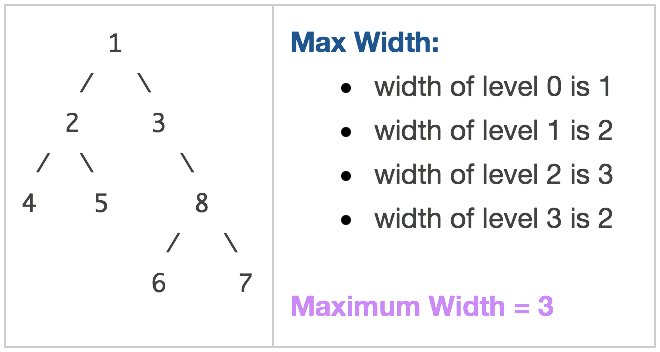 1
/ \
2 3
/ \ \
4 5 8
/ \
6 7
Max Width:
• width of level 0 is 1
• width of level 1 is 2
• width of level 2 is 3
• width of level 3 is 2
Maximum Width = 3